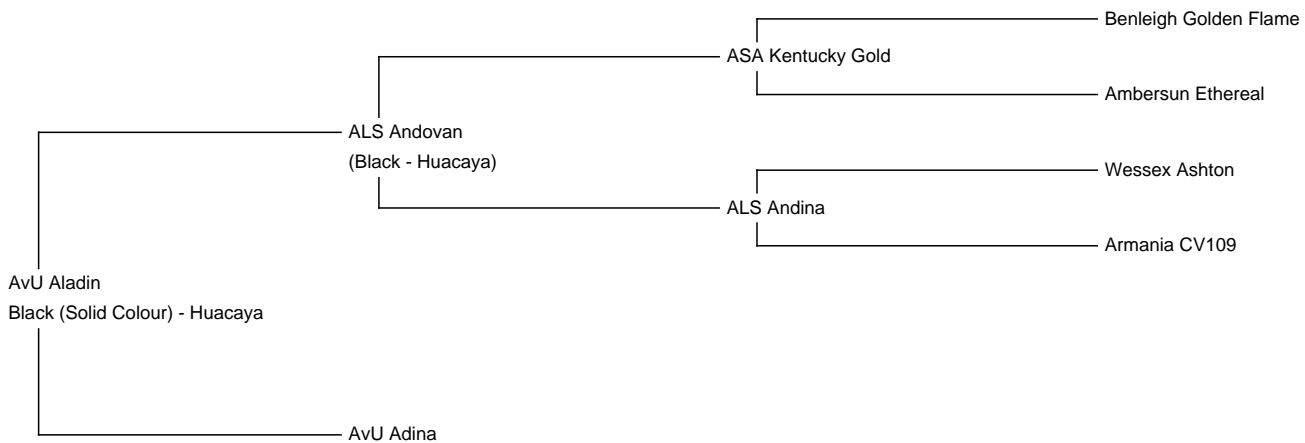 Benleigh Golden Flame
ASA Kentucky Gold
Ambersun Ethereal
ALS Andovan
(Black - Huacaya)
Wessex Ashton
ALS Andina
Armania CV109
AvU Aladin
Black (Solid Colour) - Huacaya
AvU Adina